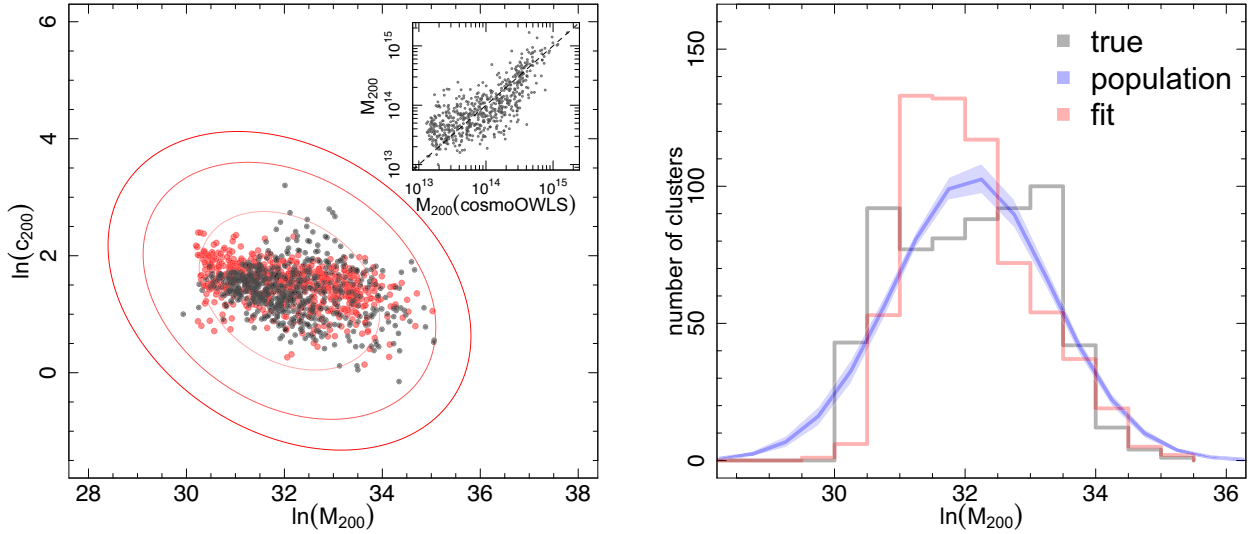 6
4
2
0
ln(c200)
28
30
32
34
36
38
ln(M200)
10^15
10^14
10^13
M200
10^13
10^14
10^15
M200(cosmoOWLS)
150
100
50
0
number of clusters
true
population
fit
30
32
34
36
ln(M200)